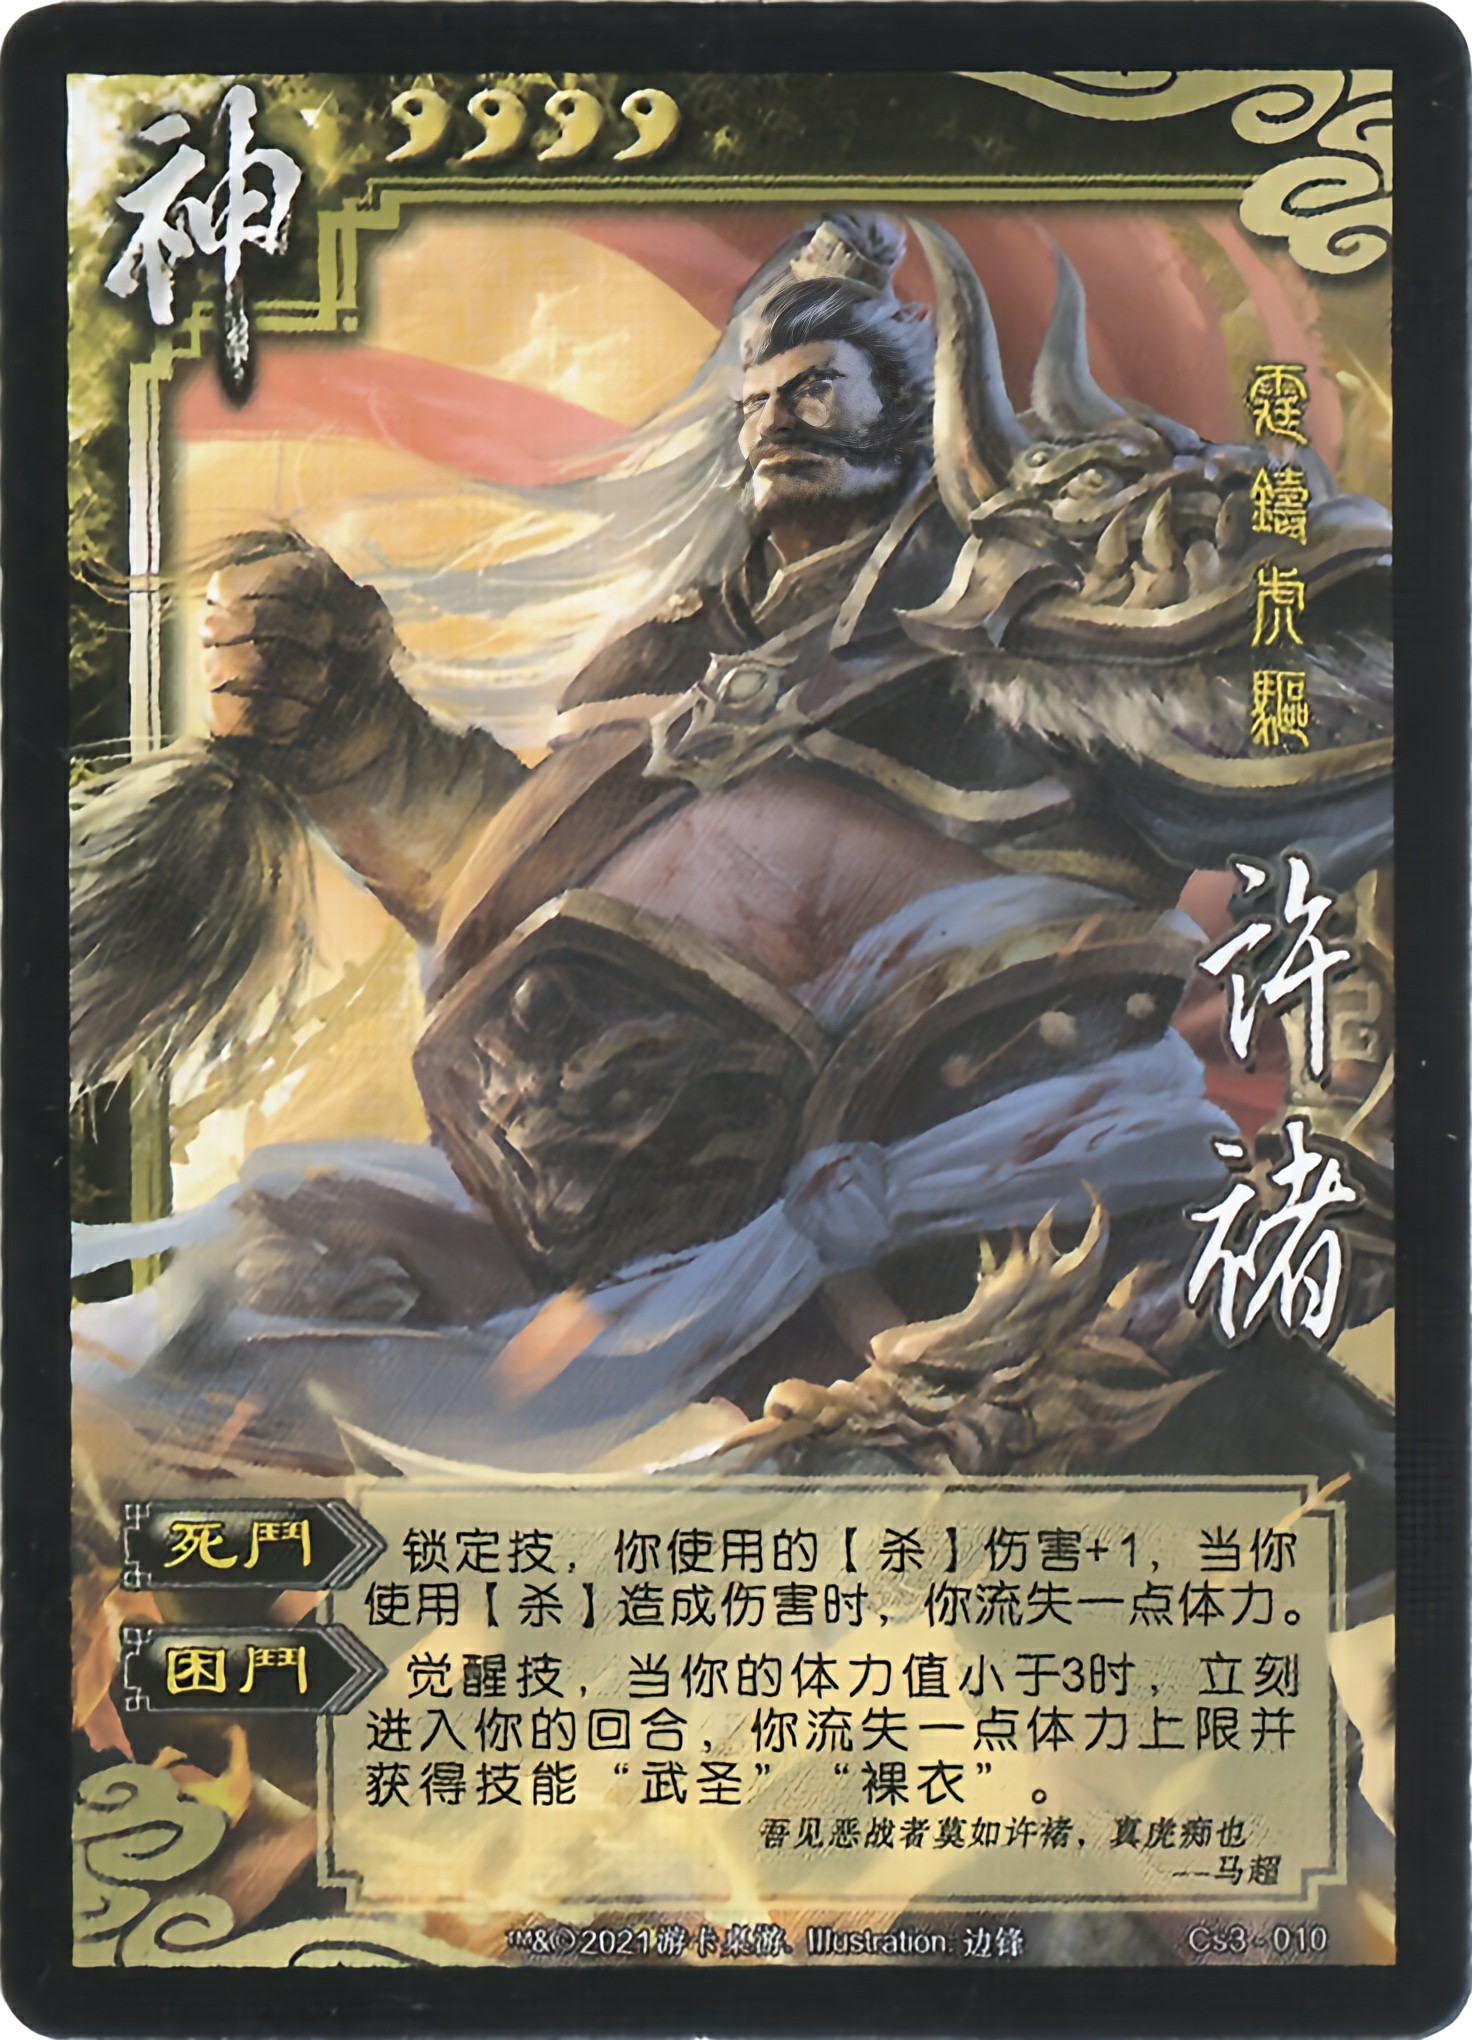 神
霆鑄虎軀
许褚
死鬥
锁定技，你使用的【杀】伤害+1，当你
使用【杀】造成伤害时，你流失一点体力。
困鬥
觉醒技，当你的体力值小于3时，立刻
进入你的回合，你流失一点体力上限并
获得技能“武圣”“裸衣”。
吾见恶战者莫如许褚，真虎痴也
——马超
™&©2021游卡桌游. Illustration: 边锋
Cs3-010